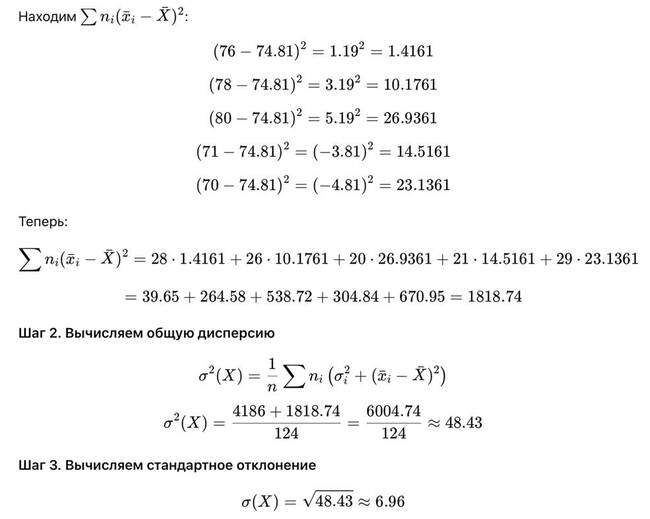 Находим ∑ nᵢ(x̄ᵢ − X̄)²:
(76 − 74.81)² = 1.19² = 1.4161
(78 − 74.81)² = 3.19² = 10.1761
(80 − 74.81)² = 5.19² = 26.9361
(71 − 74.81)² = (−3.81)² = 14.5161
(70 − 74.81)² = (−4.81)² = 23.1361
Теперь:
∑ nᵢ(x̄ᵢ − X̄)² = 28 · 1.4161 + 26 · 10.1761 + 20 · 26.9361 + 21 · 14.5161 + 29 · 23.1361
= 39.65 + 264.58 + 538.72 + 304.84 + 670.95 = 1818.74
Шаг 2. Вычисляем общую дисперсию
σ²(X) = 1/n ∑ nᵢ (σᵢ² + (x̄ᵢ − X̄)²)
σ²(X) = (4186 + 1818.74)/124 = 6004.74/124 ≈ 48.43
Шаг 3. Вычисляем стандартное отклонение
σ(X) = √48.43 ≈ 6.96